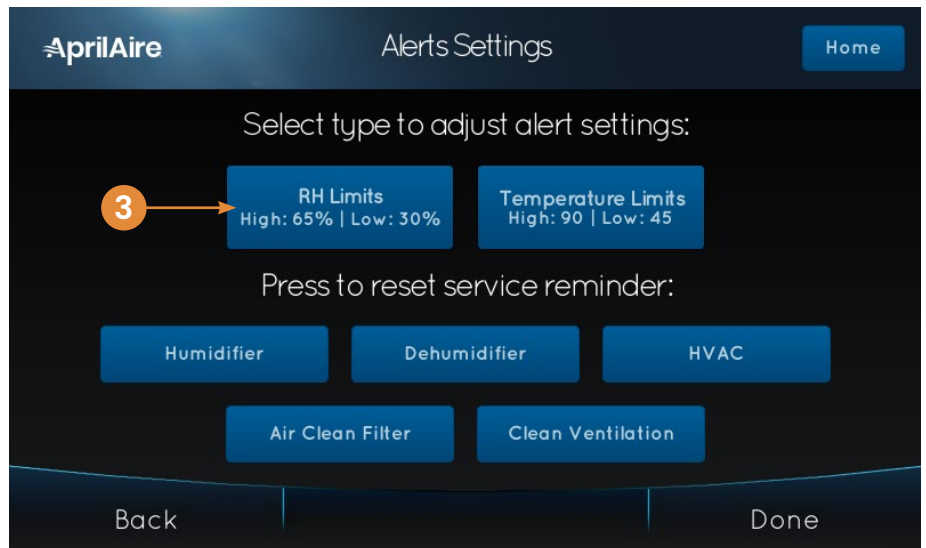 AprilAire
Alerts Settings
Home
Select type to adjust alert settings:
3
RH Limits
High: 65% | Low: 30%
Temperature Limits
High: 90 | Low: 45
Press to reset service reminder:
Humidifier
Dehumidifier
HVAC
Air Clean Filter
Clean Ventilation
Back
Done